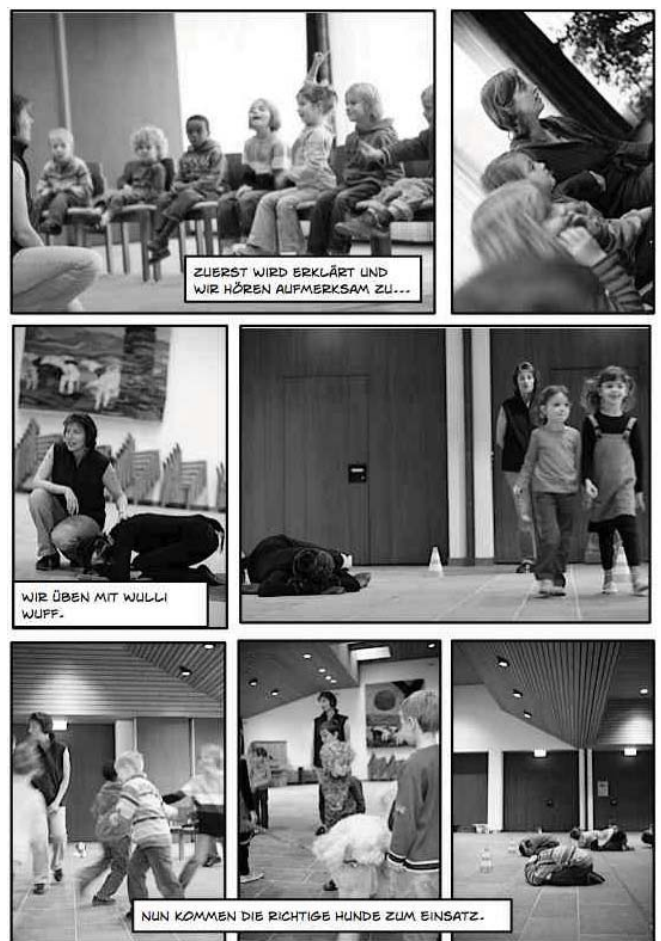 ZUERST WIRD ERKLÄRT UND
WIR HÖREN AUFMERKSAM ZU...
WIR ÜBEN MIT WULLI
WUFF.
NUN KOMMEN DIE RICHTIGE HUNDE ZUM EINSATZ.